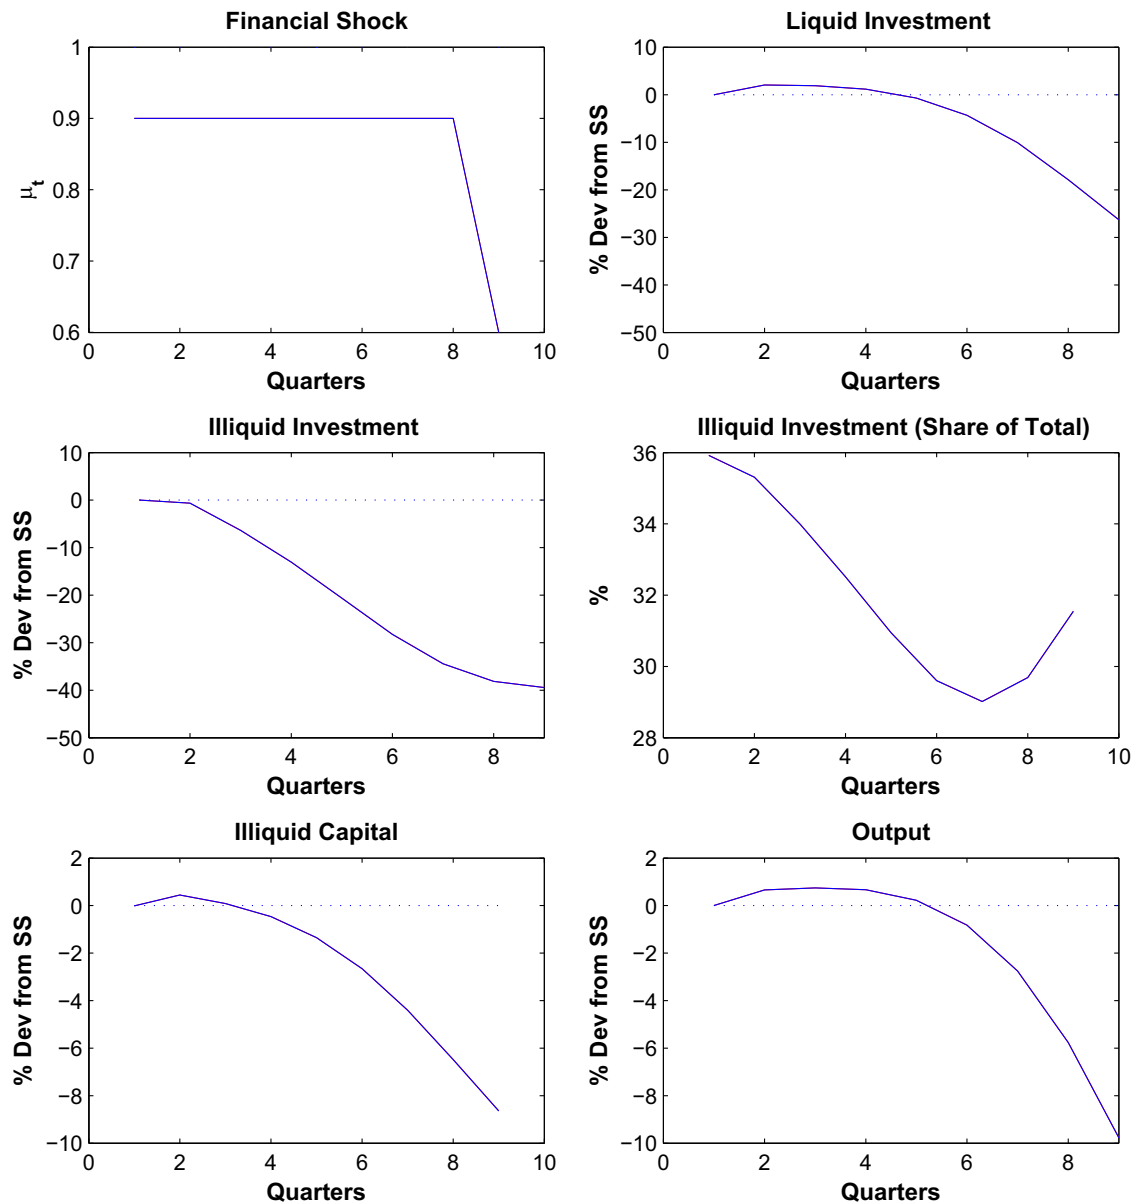 Financial Shock
1
0.9
0.8
0.7
0.6
μt
0 2 4 6 8 10
Quarters
Liquid Investment
10
0
−10
−20
−30
−40
−50
% Dev from SS
0 2 4 6 8
Quarters
Illiquid Investment
10
0
−10
−20
−30
−40
−50
% Dev from SS
0 2 4 6 8
Quarters
Illiquid Investment (Share of Total)
36
34
32
30
28
%
0 2 4 6 8 10
Quarters
Illiquid Capital
2
0
−2
−4
−6
−8
−10
% Dev from SS
0 2 4 6 8 10
Quarters
Output
2
0
−2
−4
−6
−8
−10
% Dev from SS
0 2 4 6 8
Quarters